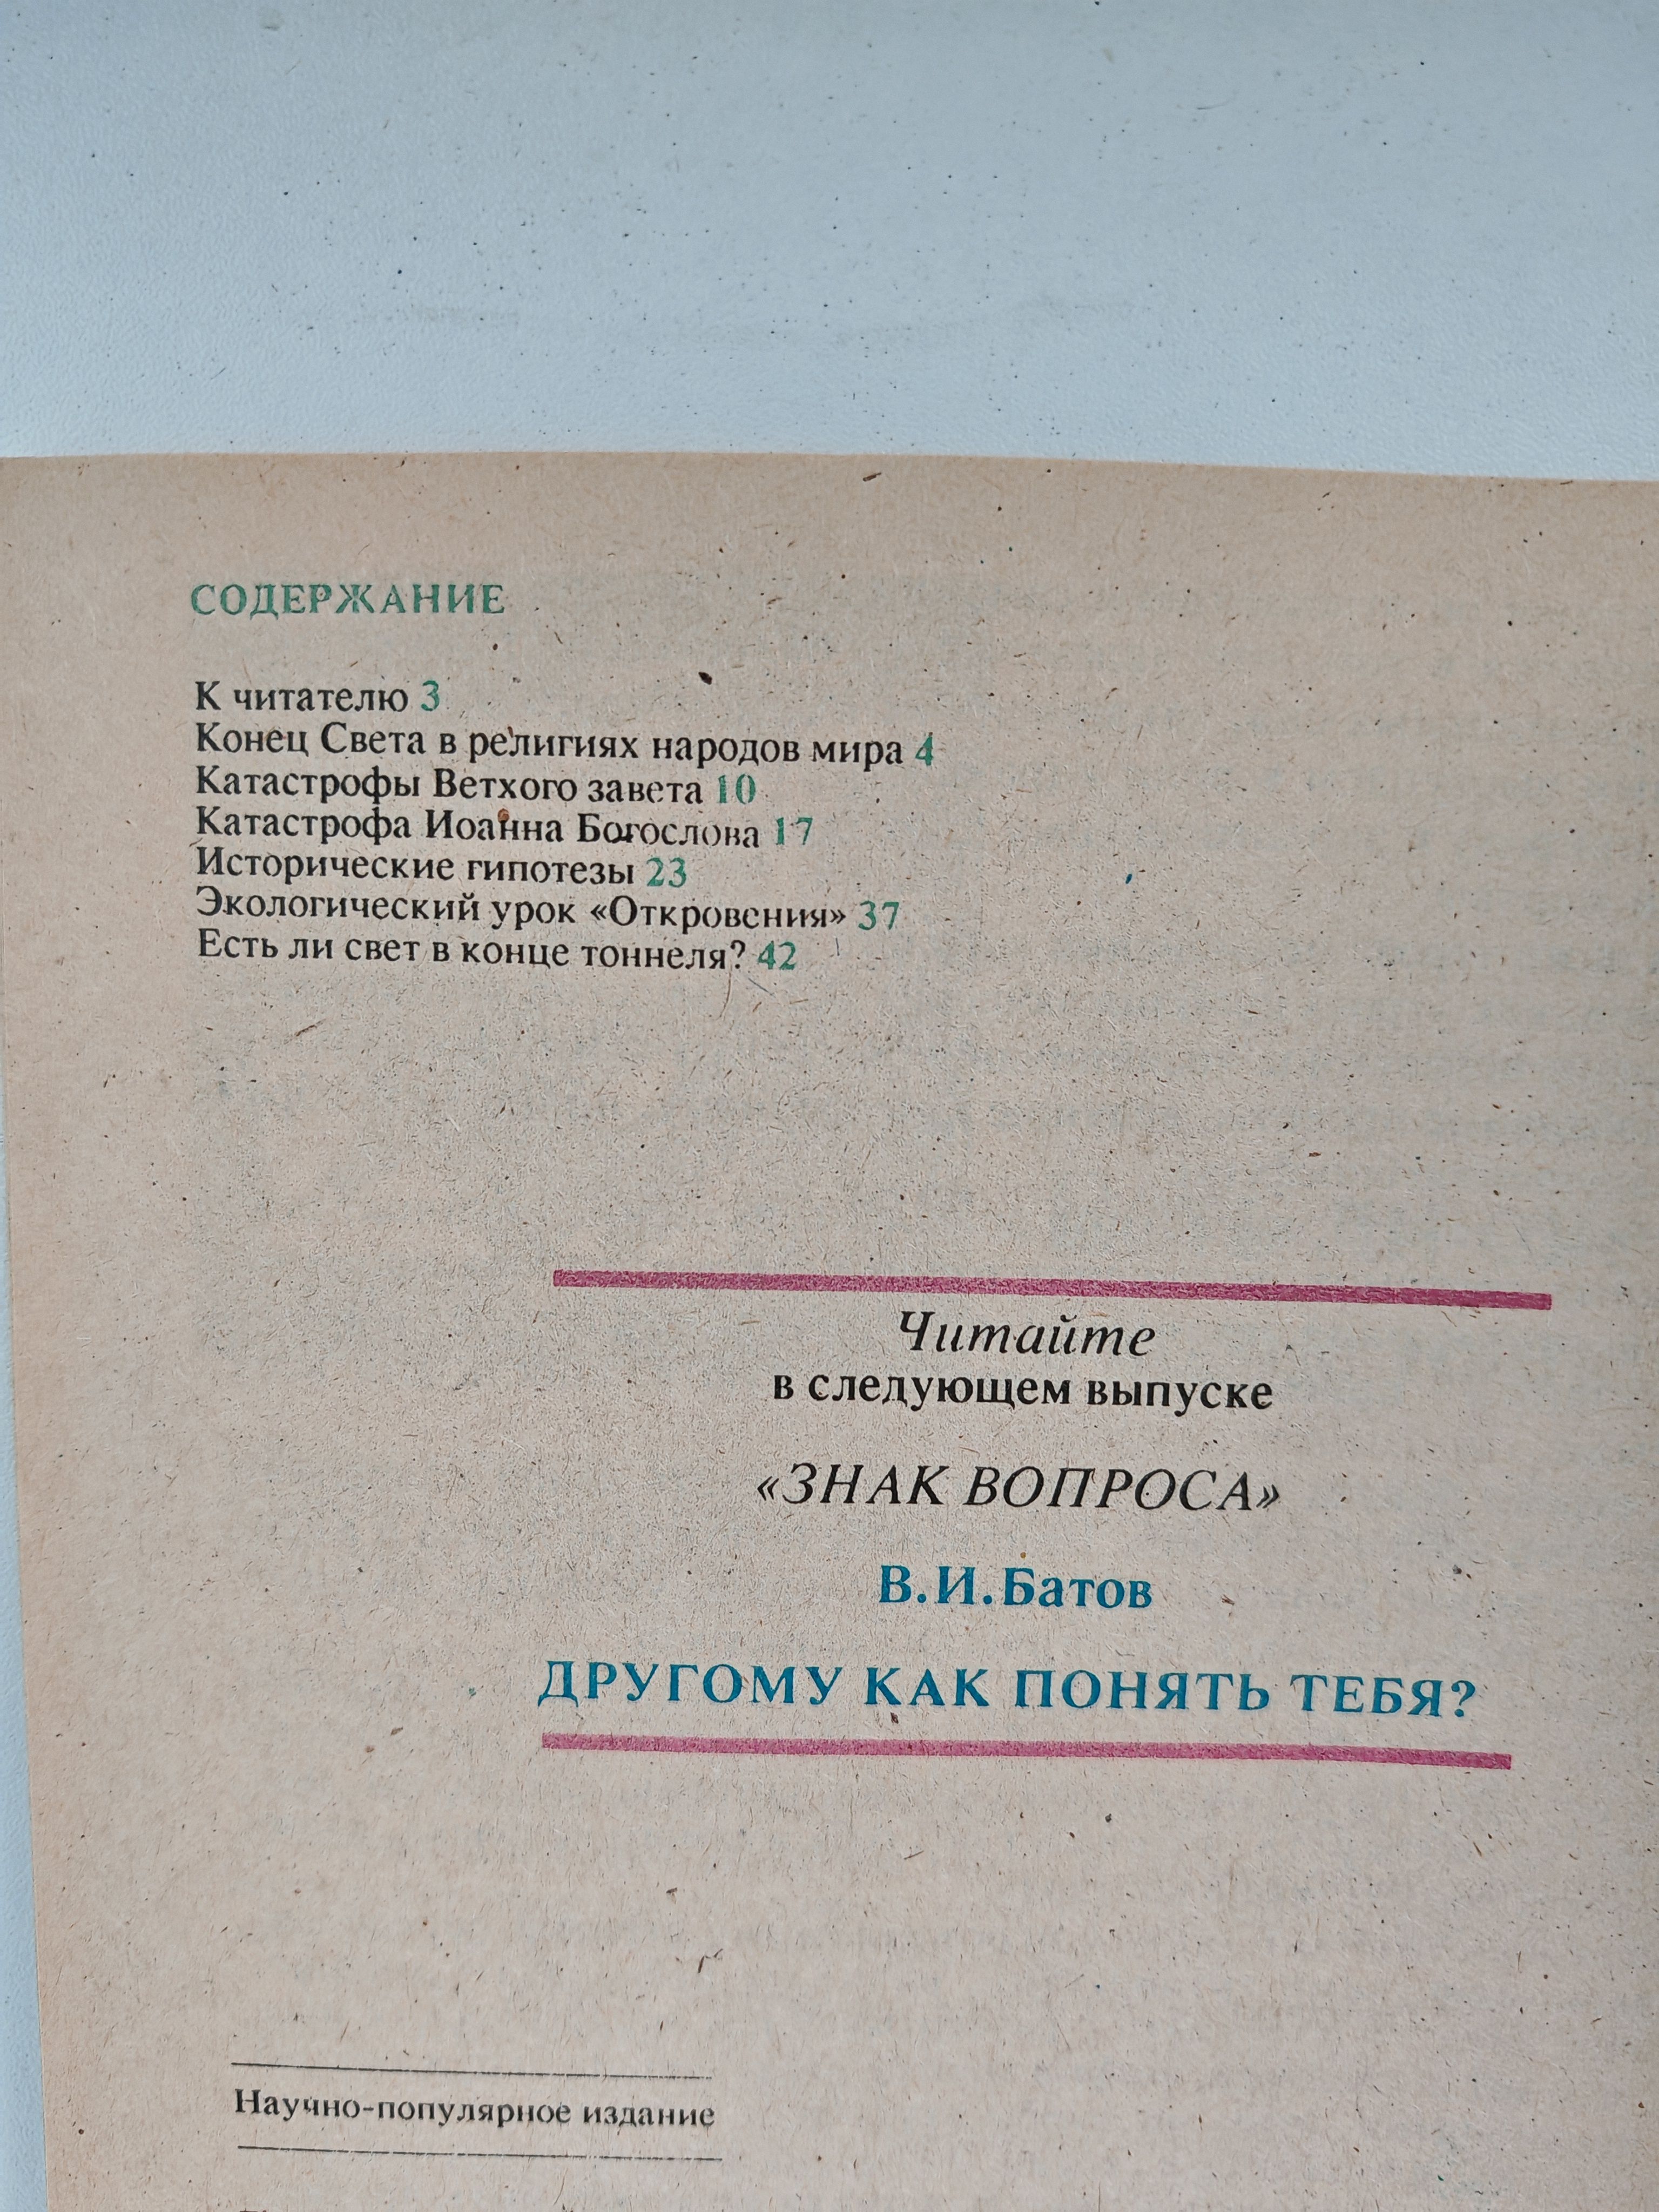 СОДЕРЖАНИЕ
К читателю 3
Конец Света в религиях народов мира 4
Катастрофы Ветхого завета 10
Катастрофа Иоанна Богослова 17
Исторические гипотезы 23
Экологический урок «Откровения» 37
Есть ли свет в конце тоннеля? 42
Читайте
в следующем выпуске
«ЗНАК ВОПРОСА»
В.И.Батов
ДРУГОМУ КАК ПОНЯТЬ ТЕБЯ?
Научно-популярное издание